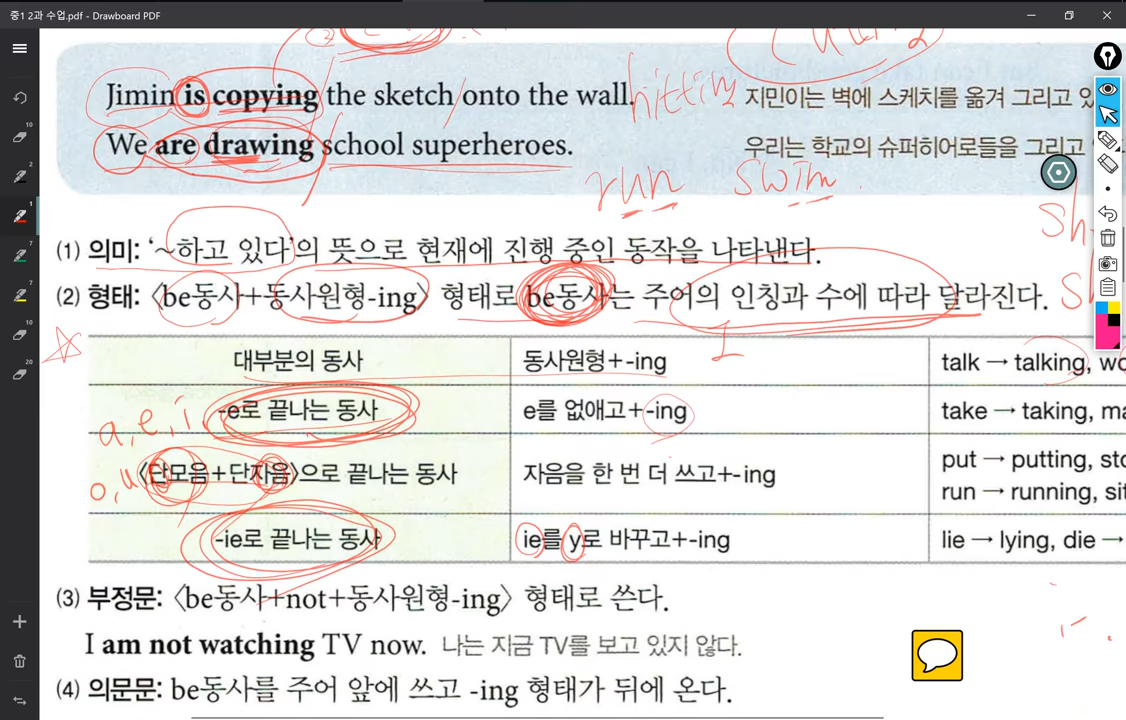 중1 2과 수업.pdf - Drawboard PDF
Jimin is copying the sketch onto the wall. hitting 지민이는 벽에 스케치를 옮겨 그리고
We are drawing school superheroes. 우리는 학교의 슈퍼히어로들을 그리고
run swim.
(1) 의미: ‘~하고 있다’의 뜻으로 현재에 진행 중인 동작을 나타낸다.
(2) 형태: 〈be동사+동사원형-ing〉 형태로 be동사는 주어의 인칭과 수에 따라 달라진다.
I
대부분의 동사 동사원형+-ing talk → talking,
a, e, i, -e로 끝나는 동사 e를 없애고+-ing take → taking,
o, u 〈단모음+단자음〉으로 끝나는 동사 자음을 한 번 더 쓰고+-ing put → putting,
run → running,
-ie로 끝나는 동사 ie를 y로 바꾸고+-ing lie → lying, die →
(3) 부정문: 〈be동사+not+동사원형-ing〉 형태로 쓴다.
I am not watching TV now. 나는 지금 TV를 보고 있지 않다.
(4) 의문문: be동사를 주어 앞에 쓰고 -ing 형태가 뒤에 온다.